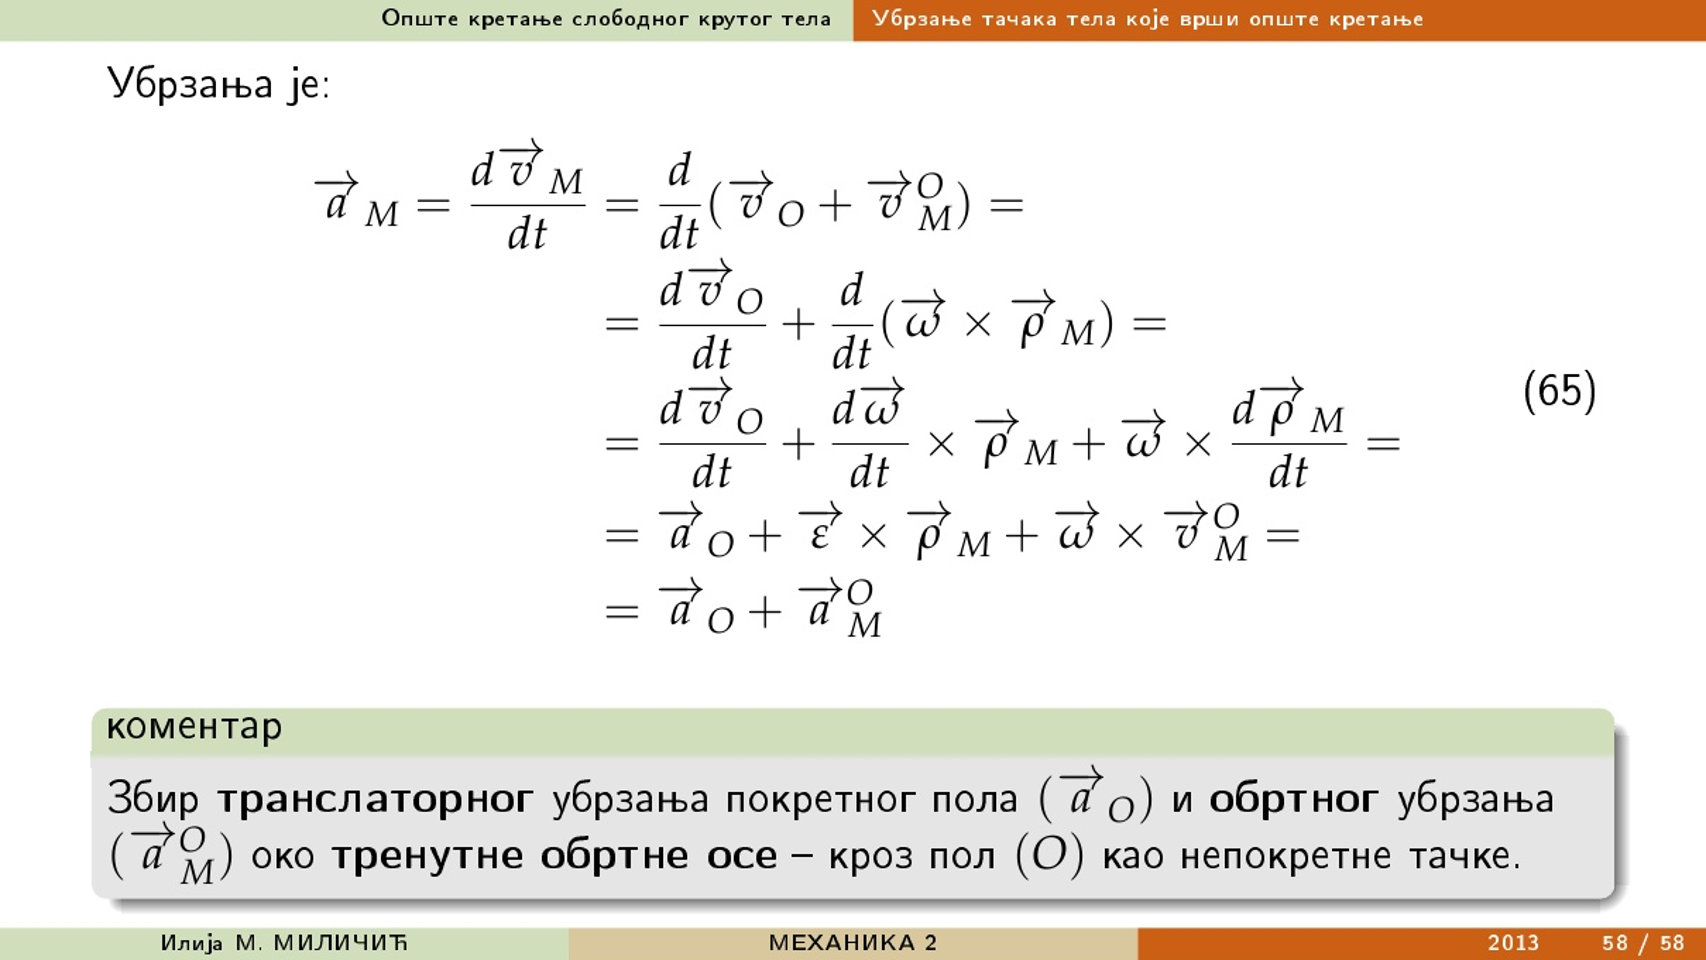 Опште кретање слободног крутог тела Убрзање тачака тела које врши опште кретање
Убрзања је:
$\overrightarrow{a}_M = \frac{d\overrightarrow{v}_M}{dt} = \frac{d}{dt}(\overrightarrow{v}_O + \overrightarrow{v}_M^O) =$
$= \frac{d\overrightarrow{v}_O}{dt} + \frac{d}{dt}(\overrightarrow{\omega} \times \overrightarrow{\rho}_M) =$
$= \frac{d\overrightarrow{v}_O}{dt} + \frac{d\overrightarrow{\omega}}{dt} \times \overrightarrow{\rho}_M + \overrightarrow{\omega} \times \frac{d\overrightarrow{\rho}_M}{dt} =$ (65)
$= \overrightarrow{a}_O + \overrightarrow{\varepsilon} \times \overrightarrow{\rho}_M + \overrightarrow{\omega} \times \overrightarrow{v}_M^O =$
$= \overrightarrow{a}_O + \overrightarrow{a}_M^O$
коментар
Збир транслаторног убрзања покретног пола ($\overrightarrow{a}_O$) и обртног убрзања
($\overrightarrow{a}_M^O$) око тренутне обртне осе – кроз пол (O) као непокретне тачке.
Илија М. МИЛИЧИЋ МЕХАНИКА 2 2013 58 / 58